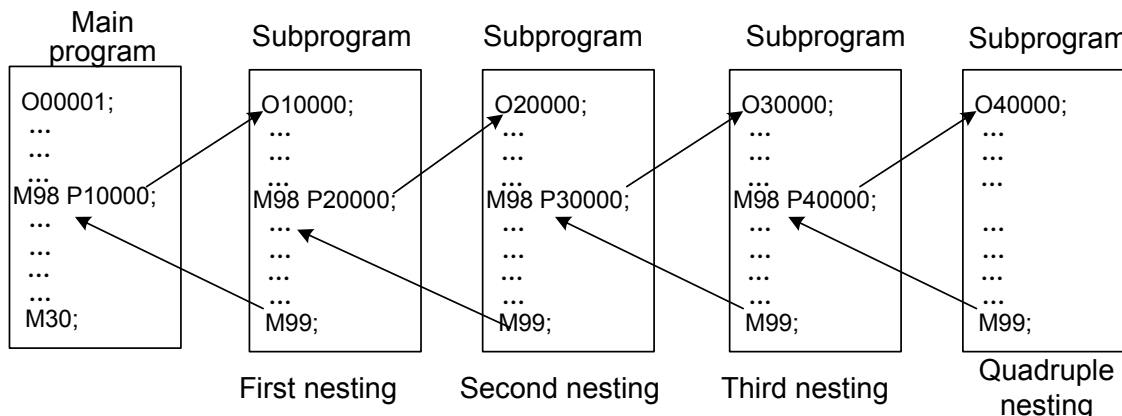 Main
program
O00001;
...
...
...
M98 P10000;
...
...
...
...
M30;
Subprogram
O10000;
...
...
...
M98 P20000;
...
...
...
...
M99;
First nesting
Subprogram
O20000;
...
...
...
M98 P30000;
...
...
...
...
M99;
Second nesting
Subprogram
O30000;
...
...
...
M98 P40000;
...
...
...
...
M99;
Third nesting
Subprogram
O40000;
...
...
...
...
...
...
...
M99;
Quadruple
nesting